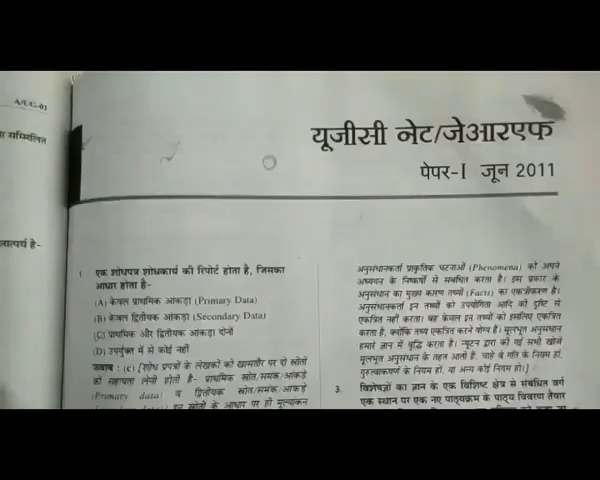 A/UG-01
सम्मिलित
तात्पर्य है-
यूजीसी नेट/जेआरएफ
पेपर-I जून 2011
1 एक शोधपत्र शोधकार्य की रिपोर्ट होता है, जिसका
आधार होता है-
(A) केवल प्राथमिक आंकड़ा (Primary Data)
(B) केवल द्वितीयक आंकड़ा (Secondary Data)
(C) प्राथमिक और द्वितीयक आंकड़ा दोनों
(D) उपर्युक्त में से कोई नहीं
जवाब : (c) [शोध प्रपत्रों के लेखकों को खासतौर पर दो स्रोतों
की सहायता लेनी होती है- प्राथमिक स्रोत/समंक/आंकड़े
(Primary data) व द्वितीयक स्रोत/समंक/आंकड़े
इन स्रोतों के आधार पर ही मूल्यांकन
अनुसंधानकर्ता प्राकृतिक घटनाओं (Phenomena) को अपने
अध्ययन के निष्कर्षों से संबंधित करता है। इस प्रकार के
अनुसंधान का मुख्य कारण तथ्यों (Facts) का एकत्रीकरण है।
अनुसंधानकर्ता इन तथ्यों को उपयोगिता आदि की दृष्टि से
एकत्रित नहीं करता। वह केवल इन तथ्यों को इसलिए एकत्रित
करता है, क्योंकि तथ्य एकत्रित करने योग्य हैं। मूलभूत अनुसंधान
हमारे ज्ञान में वृद्धि करता है। न्यूटन द्वारा की गई सभी खोजें
मूलभूत अनुसंधान के तहत आती हैं, चाहे वे गति के नियम हों,
गुरुत्वाकर्षण के नियम हों, या अन्य कोई नियम हो।]
3. विशेषज्ञों का ज्ञान के एक विशिष्ट क्षेत्र से संबंधित वर्ग
एक स्थान पर एक नए पाठ्यक्रम के पाठ्य विवरण तैयार